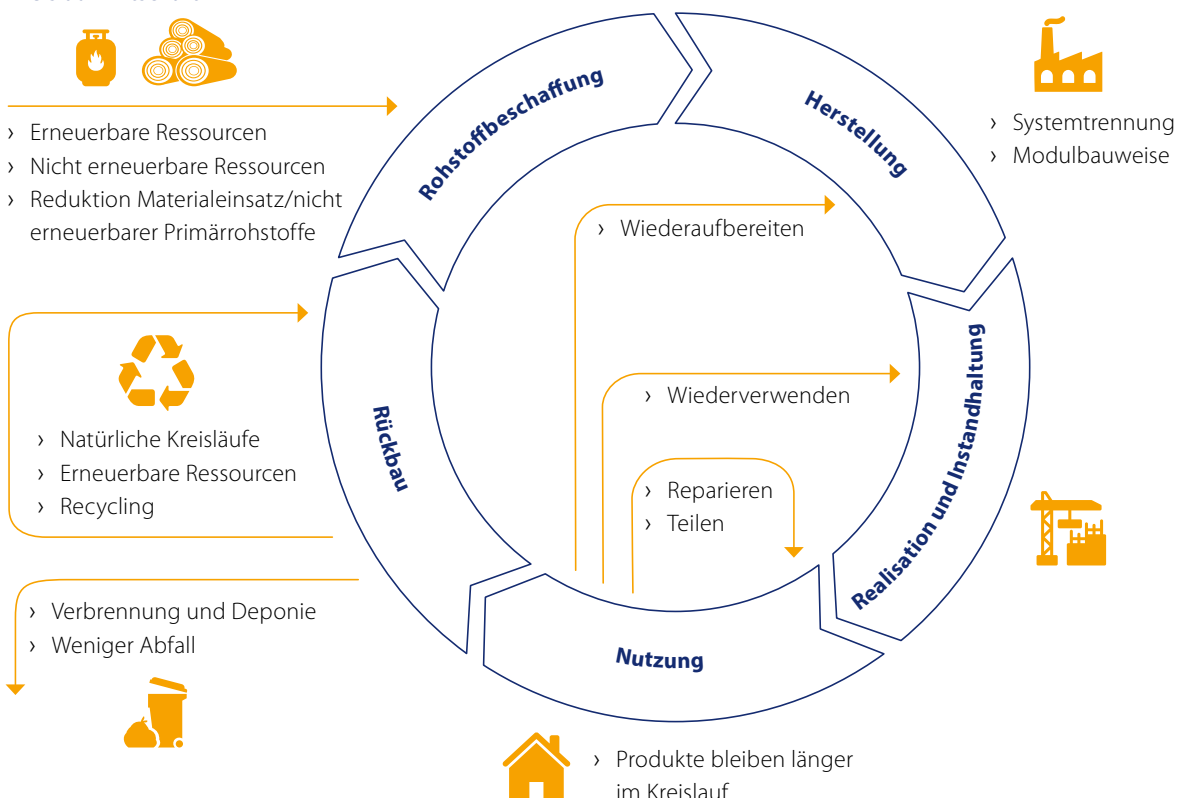 Rohstoffbeschaffung
Herstellung
› Erneuerbare Ressourcen
› Nicht erneuerbare Ressourcen
› Reduktion Materialeinsatz/nicht
erneuerbarer Primärrohstoffe
› Systemtrennung
› Modulbauweise
› Wiederaufbereiten
› Wiederverwenden
› Reparieren
› Teilen
Realisation und Instandhaltung
Rückbau
› Natürliche Kreisläufe
› Erneuerbare Ressourcen
› Recycling
› Verbrennung und Deponie
› Weniger Abfall
Nutzung
› Produkte bleiben länger
im Kreislauf